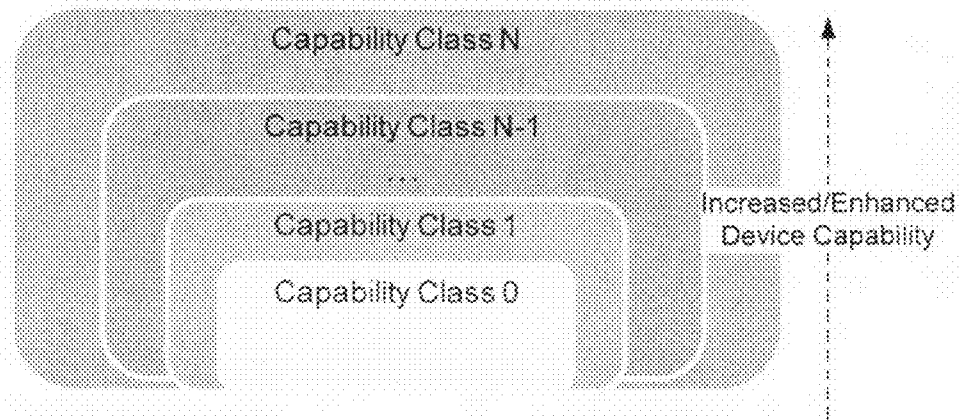 Capability Class N
Capability Class N-1
...
Capability Class 1
Capability Class 0
Increased/Enhanced
Device Capability